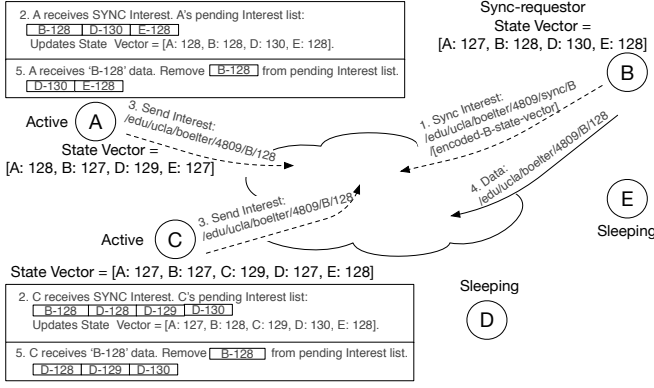 2. A receives SYNC Interest. A's pending Interest list:
B-128 D-130 E-128
Updates State Vector = [A: 128, B: 128, D: 130, E: 128].
5. A receives 'B-128' data. Remove B-128 from pending Interest list.
D-130 E-128
Sync-requestor
State Vector =
[A: 127, B: 128, D: 130, E: 128]
B
Active A
State Vector =
[A: 128, B: 127, D: 129, E: 127]
3. Send Interest:
/edu/ucla/boelter/4809/B/128
1. Sync Interest:
/edu/ucla/boelter/4809/sync/B
/[encoded-B-state-vector]
4. Data:
/edu/ucla/boelter/4809/B/128
E
Sleeping
Active C
3. Send Interest:
/edu/ucla/boelter/4809/B/128
State Vector = [A: 127, B: 127, C: 129, D: 127, E: 128]
2. C receives SYNC Interest. C's pending Interest list:
B-128 D-128 D-129 D-130
Updates State Vector = [A: 127, B: 128, C: 129, D: 130, E: 128].
5. C receives 'B-128' data. Remove B-128 from pending Interest list.
D-128 D-129 D-130
Sleeping
D